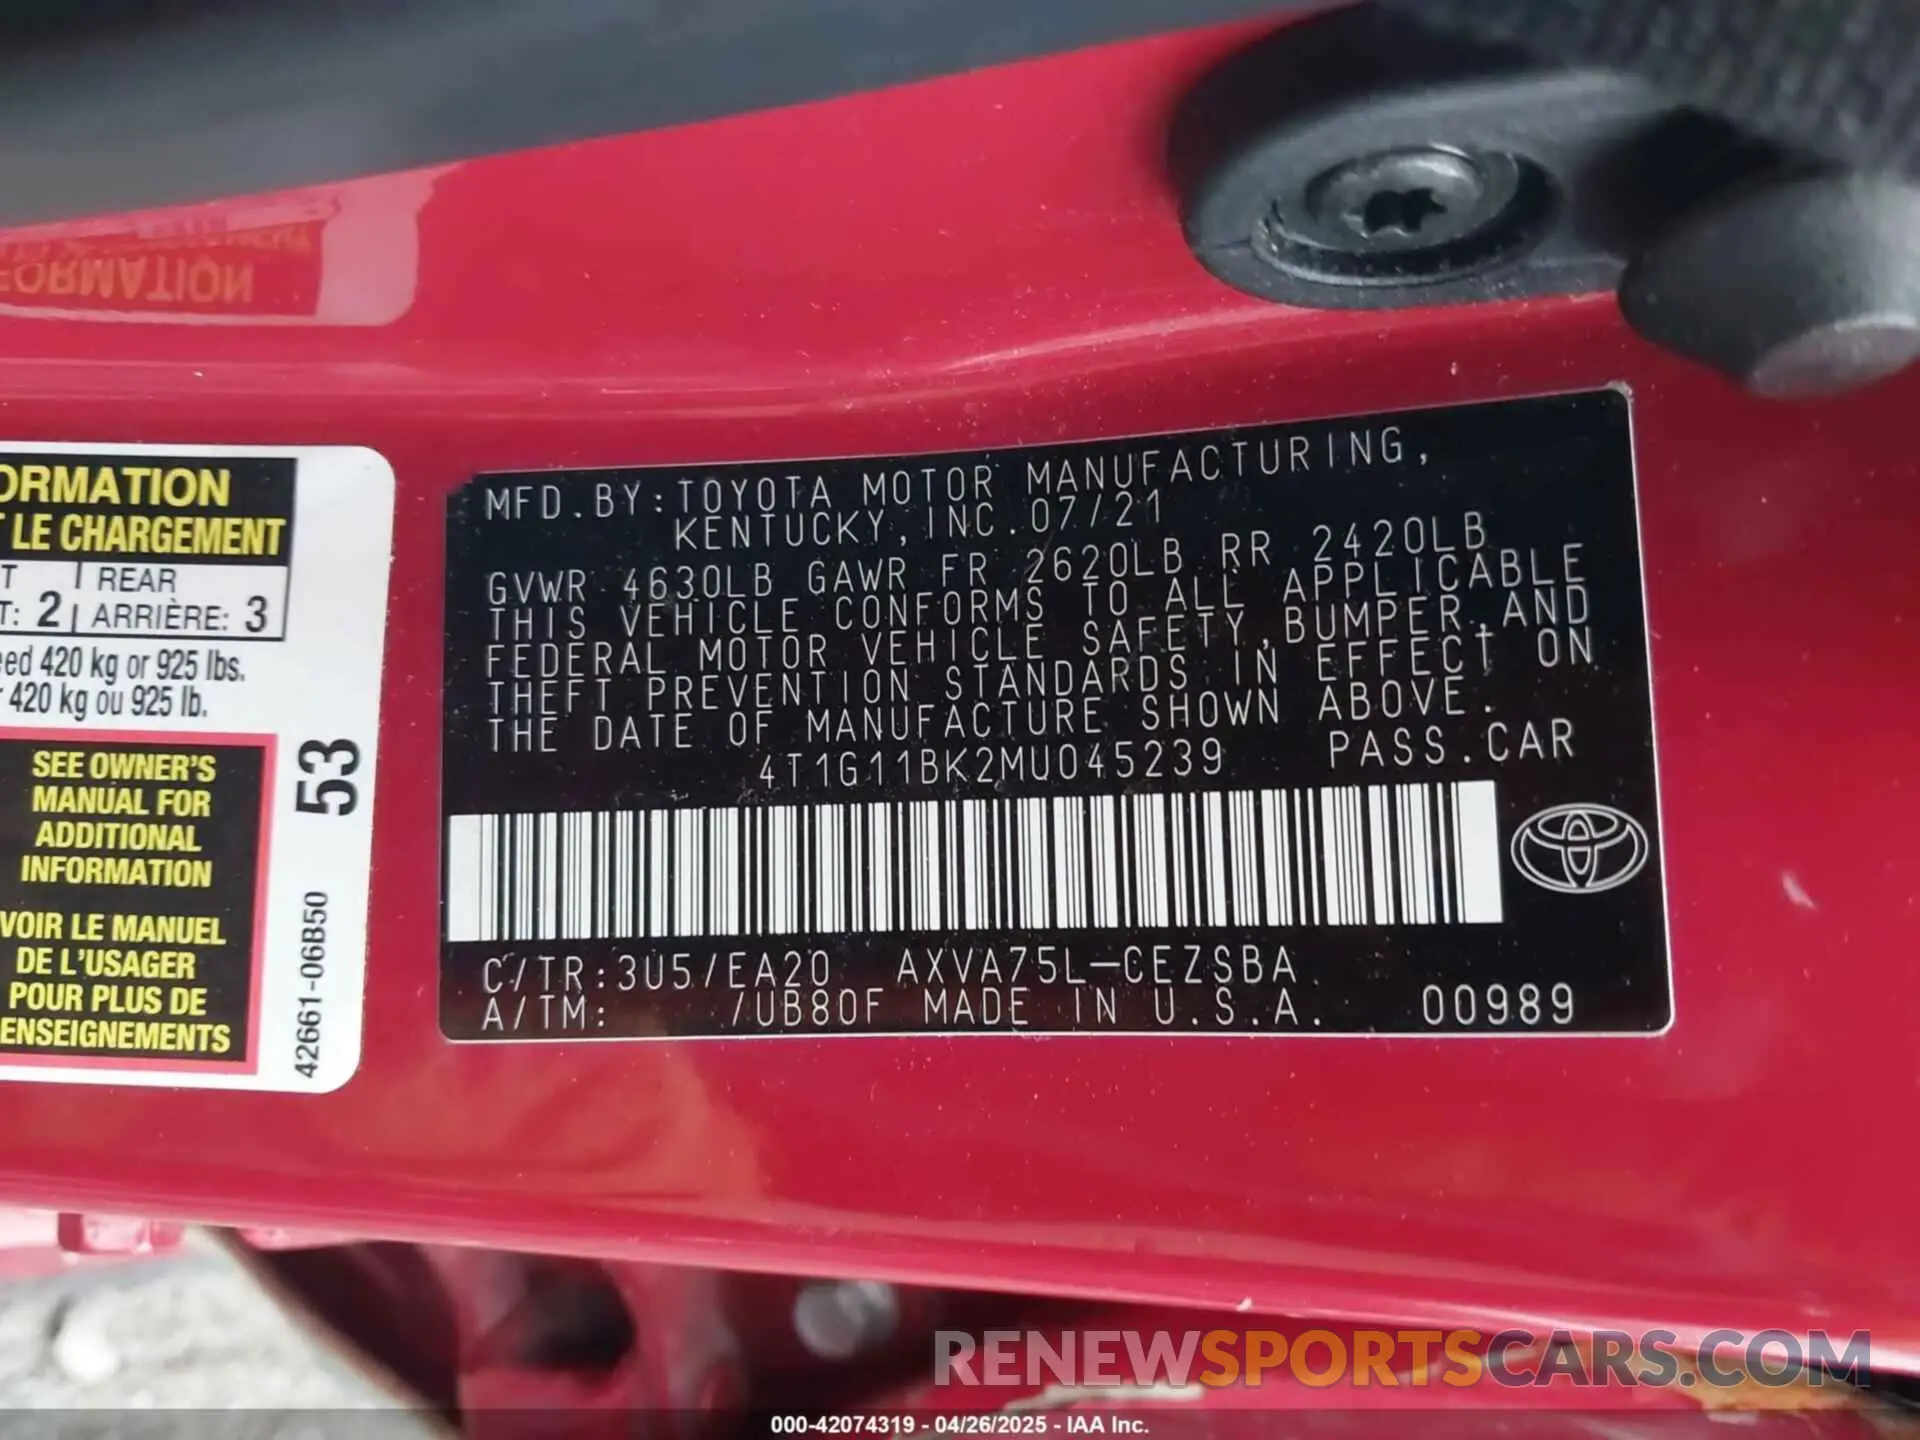 ORMATION
LE CHARGEMENT
REAR
T: 2 ARRIÈRE: 3
420 kg or 925 lbs.
420 kg ou 925 lb.
SEE OWNER'S
MANUAL FOR
ADDITIONAL
INFORMATION
VOIR LE MANUEL
DE L'USAGER
POUR PLUS DE
ENSEIGNEMENTS
53
42661-06B50
MFD.BY:TOYOTA MOTOR MANUFACTURING,
KENTUCKY,INC.07/21
GVWR 4630LB GAWR FR 2620LB RR 2420LB
THIS VEHICLE CONFORMS TO ALL APPLICABLE
FEDERAL MOTOR VEHICLE SAFETY,BUMPER,AND
THEFT PREVENTION STANDARDS IN EFFECT ON
THE DATE OF MANUFACTURE SHOWN ABOVE.
4T1G11BK2MU045239 PASS.CAR
C/TR:3U5/EA20 AXVA75L-CEZSBA
A/TM: /UB80F MADE IN U.S.A. 00989
RENEWSPORTSCARS.COM
000-42074319 - 04/26/2025 - IAA Inc.